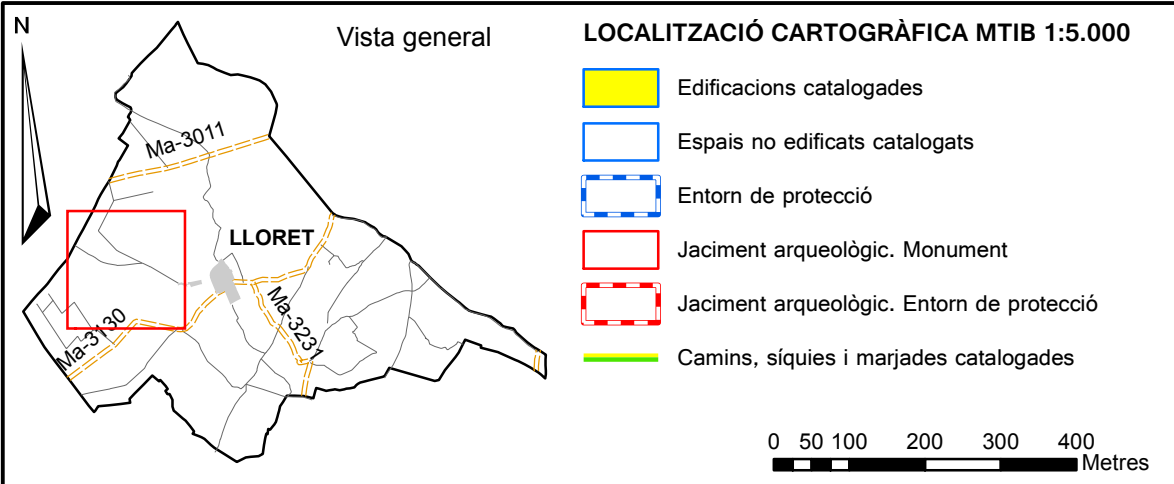 N
Vista general
Ma-3011
LLORET
Ma-3130
Ma-3231
LOCALITZACIÓ CARTOGRÀFICA MTIB 1:5.000
Edificacions catalogades
Espais no edificats catalogats
Entorn de protecció
Jaciment arqueològic. Monument
Jaciment arqueològic. Entorn de protecció
Camins, síquies i marjades catalogades
0 50 100 200 300 400
Metres